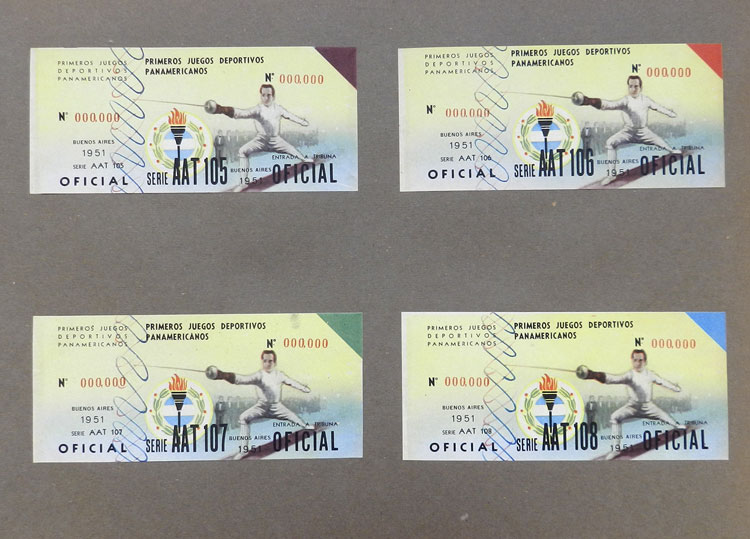 PRIMEROS JUEGOS
DEPORTIVOS
PANAMERICANOS
Nº 000.000
BUENOS AIRES
1951
SERIE AAT 105
OFICIAL
PRIMEROS JUEGOS DEPORTIVOS
PANAMERICANOS
Nº 000.000
ENTRADA A TRIBUNA
SERIE AAT 105
BUENOS AIRES
1951
OFICIAL
PRIMEROS JUEGOS
DEPORTIVOS
PANAMERICANOS
Nº 000.000
BUENOS AIRES
1951
SERIE AAT 106
OFICIAL
PRIMEROS JUEGOS DEPORTIVOS
PANAMERICANOS
Nº 000.000
ENTRADA A TRIBUNA
SERIE AAT 106
BUENOS AIRES
1951
OFICIAL
PRIMEROS JUEGOS
DEPORTIVOS
PANAMERICANOS
Nº 000.000
BUENOS AIRES
1951
SERIE AAT 107
OFICIAL
PRIMEROS JUEGOS DEPORTIVOS
PANAMERICANOS
Nº 000.000
ENTRADA A TRIBUNA
SERIE AAT 107
BUENOS AIRES
1951
OFICIAL
PRIMEROS JUEGOS
DEPORTIVOS
PANAMERICANOS
Nº 000.000
BUENOS AIRES
1951
SERIE AAT 108
OFICIAL
PRIMEROS JUEGOS DEPORTIVOS
PANAMERICANOS
Nº 000.000
ENTRADA A TRIBUNA
SERIE AAT 108
BUENOS AIRES
1951
OFICIAL